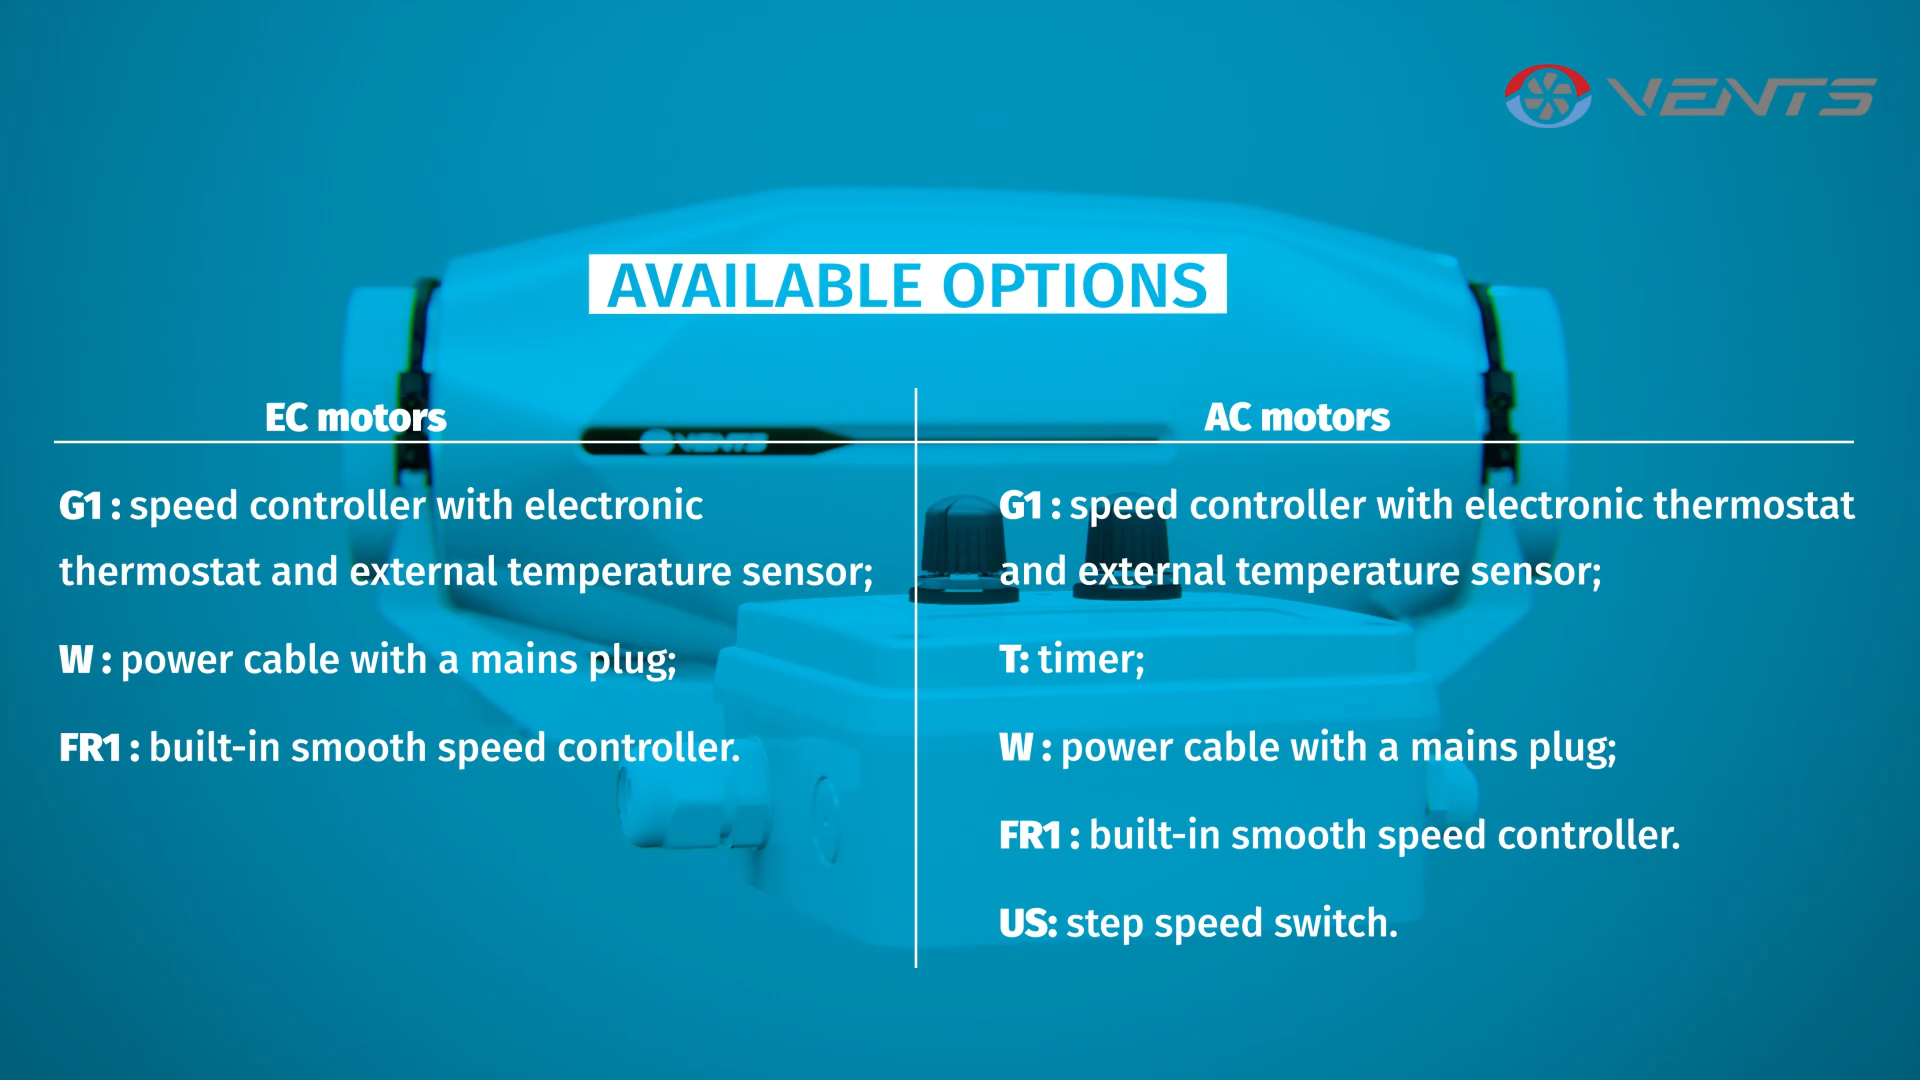 VENTS
AVAILABLE OPTIONS
EC motors
G1 : speed controller with electronic
thermostat and external temperature sensor;
W : power cable with a mains plug;
FR1 : built-in smooth speed controller.
AC motors
G1 : speed controller with electronic thermostat
and external temperature sensor;
T: timer;
W : power cable with a mains plug;
FR1 : built-in smooth speed controller.
US: step speed switch.
VENTS